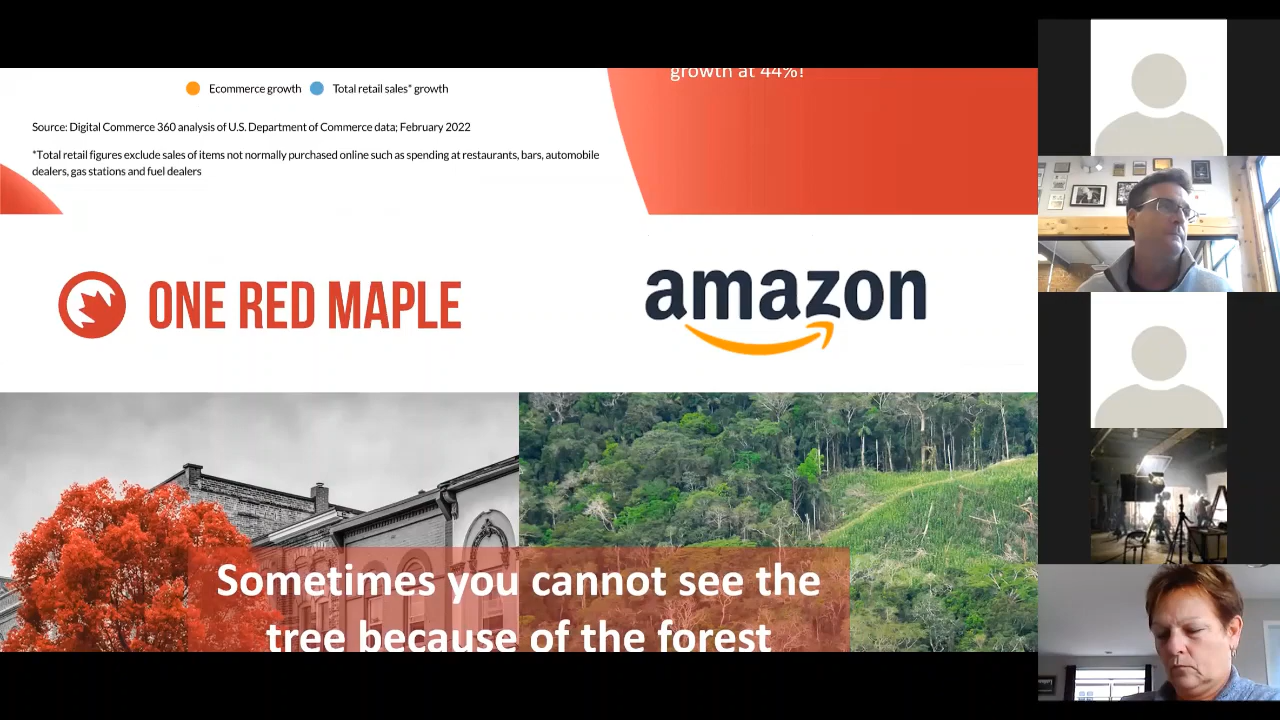 growth at 44%!
Ecommerce growth Total retail sales* growth
Source: Digital Commerce 360 analysis of U.S. Department of Commerce data; February 2022
*Total retail figures exclude sales of items not normally purchased online such as spending at restaurants, bars, automobile
dealers, gas stations and fuel dealers
ONE RED MAPLE
amazon
Sometimes you cannot see the
tree because of the forest